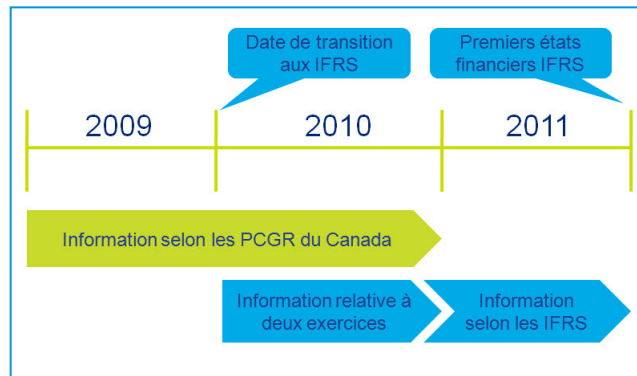 Date de transition
aux IFRS
Premiers états
financiers IFRS
2009
2010
2011
Information selon les PCGR du Canada
Information relative à
deux exercices
Information
selon les IFRS